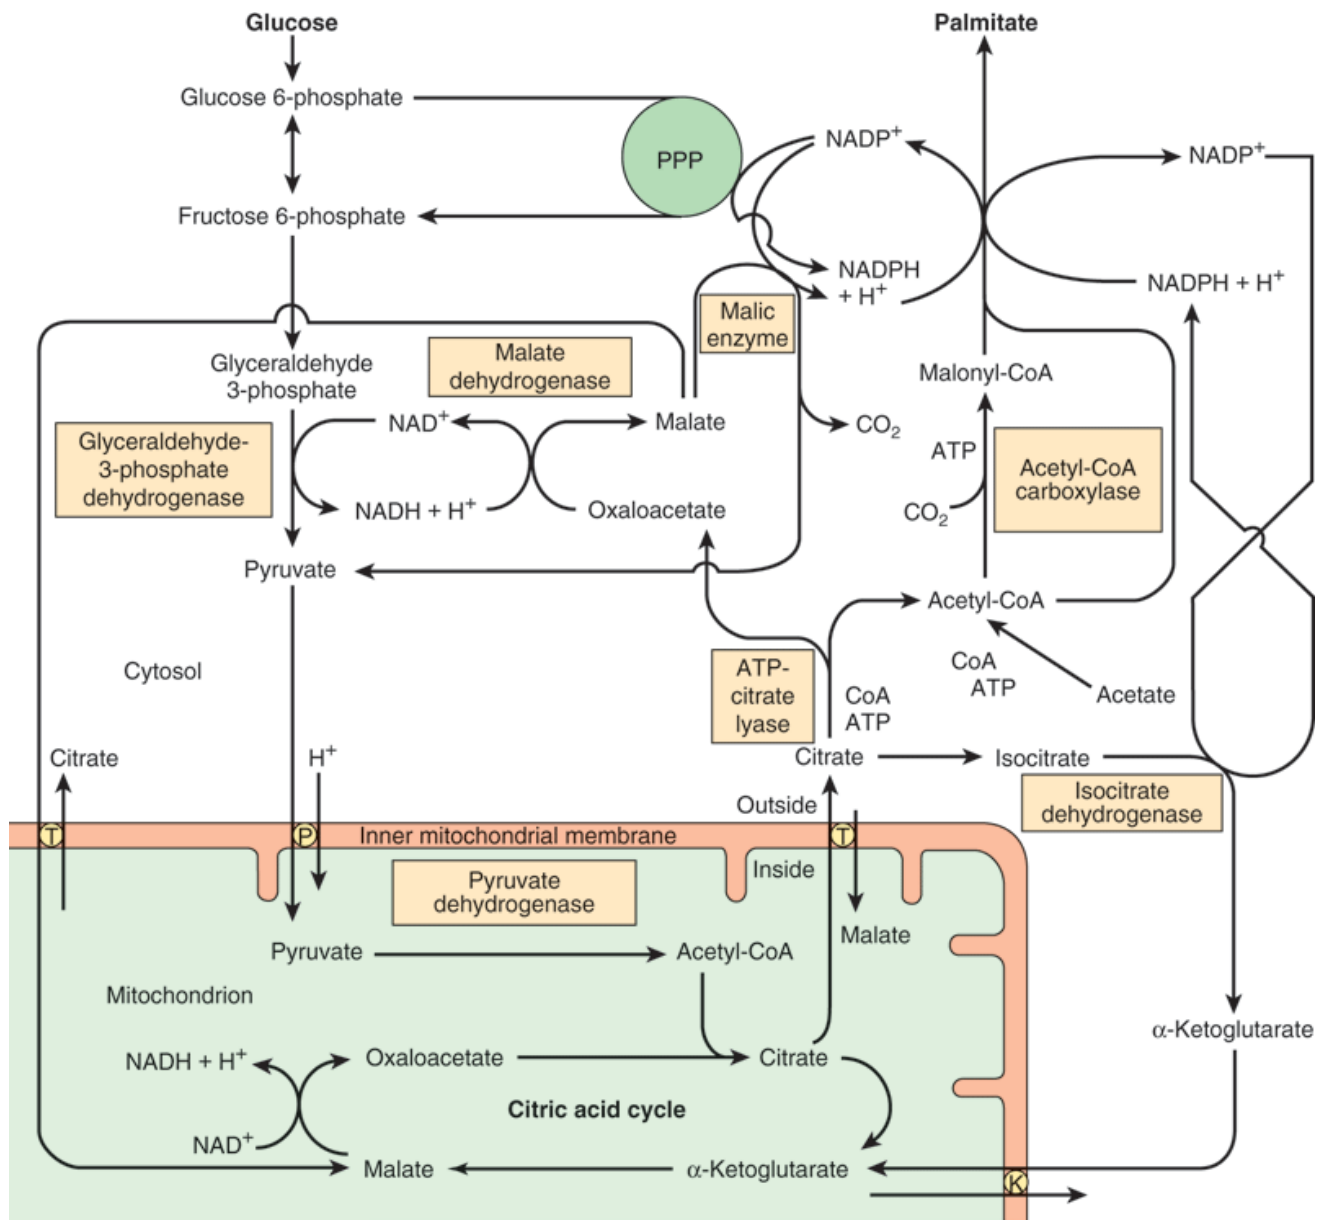 Glucose
Palmitate
Glucose 6-phosphate
PPP
NADP+
NADP+
Fructose 6-phosphate
NADPH
+ H+
NADPH + H+
Malic
enzyme
Glyceraldehyde
3-phosphate
Malate
dehydrogenase
Malonyl-CoA
NAD+
Malate
CO2
Glyceraldehyde-
3-phosphate
dehydrogenase
ATP
Acetyl-CoA
carboxylase
NADH + H+
Oxaloacetate
CO2
Pyruvate
Acetyl-CoA
Cytosol
ATP-
citrate
lyase
CoA
ATP
CoA
ATP
Acetate
Citrate
H+
Citrate
Isocitrate
Outside
Isocitrate
dehydrogenase
T
P
Inner mitochondrial membrane
T
Inside
Pyruvate
dehydrogenase
Malate
Pyruvate
Acetyl-CoA
Mitochondrion
α-Ketoglutarate
NADH + H+
Oxaloacetate
Citrate
Citric acid cycle
NAD+
Malate
α-Ketoglutarate
K